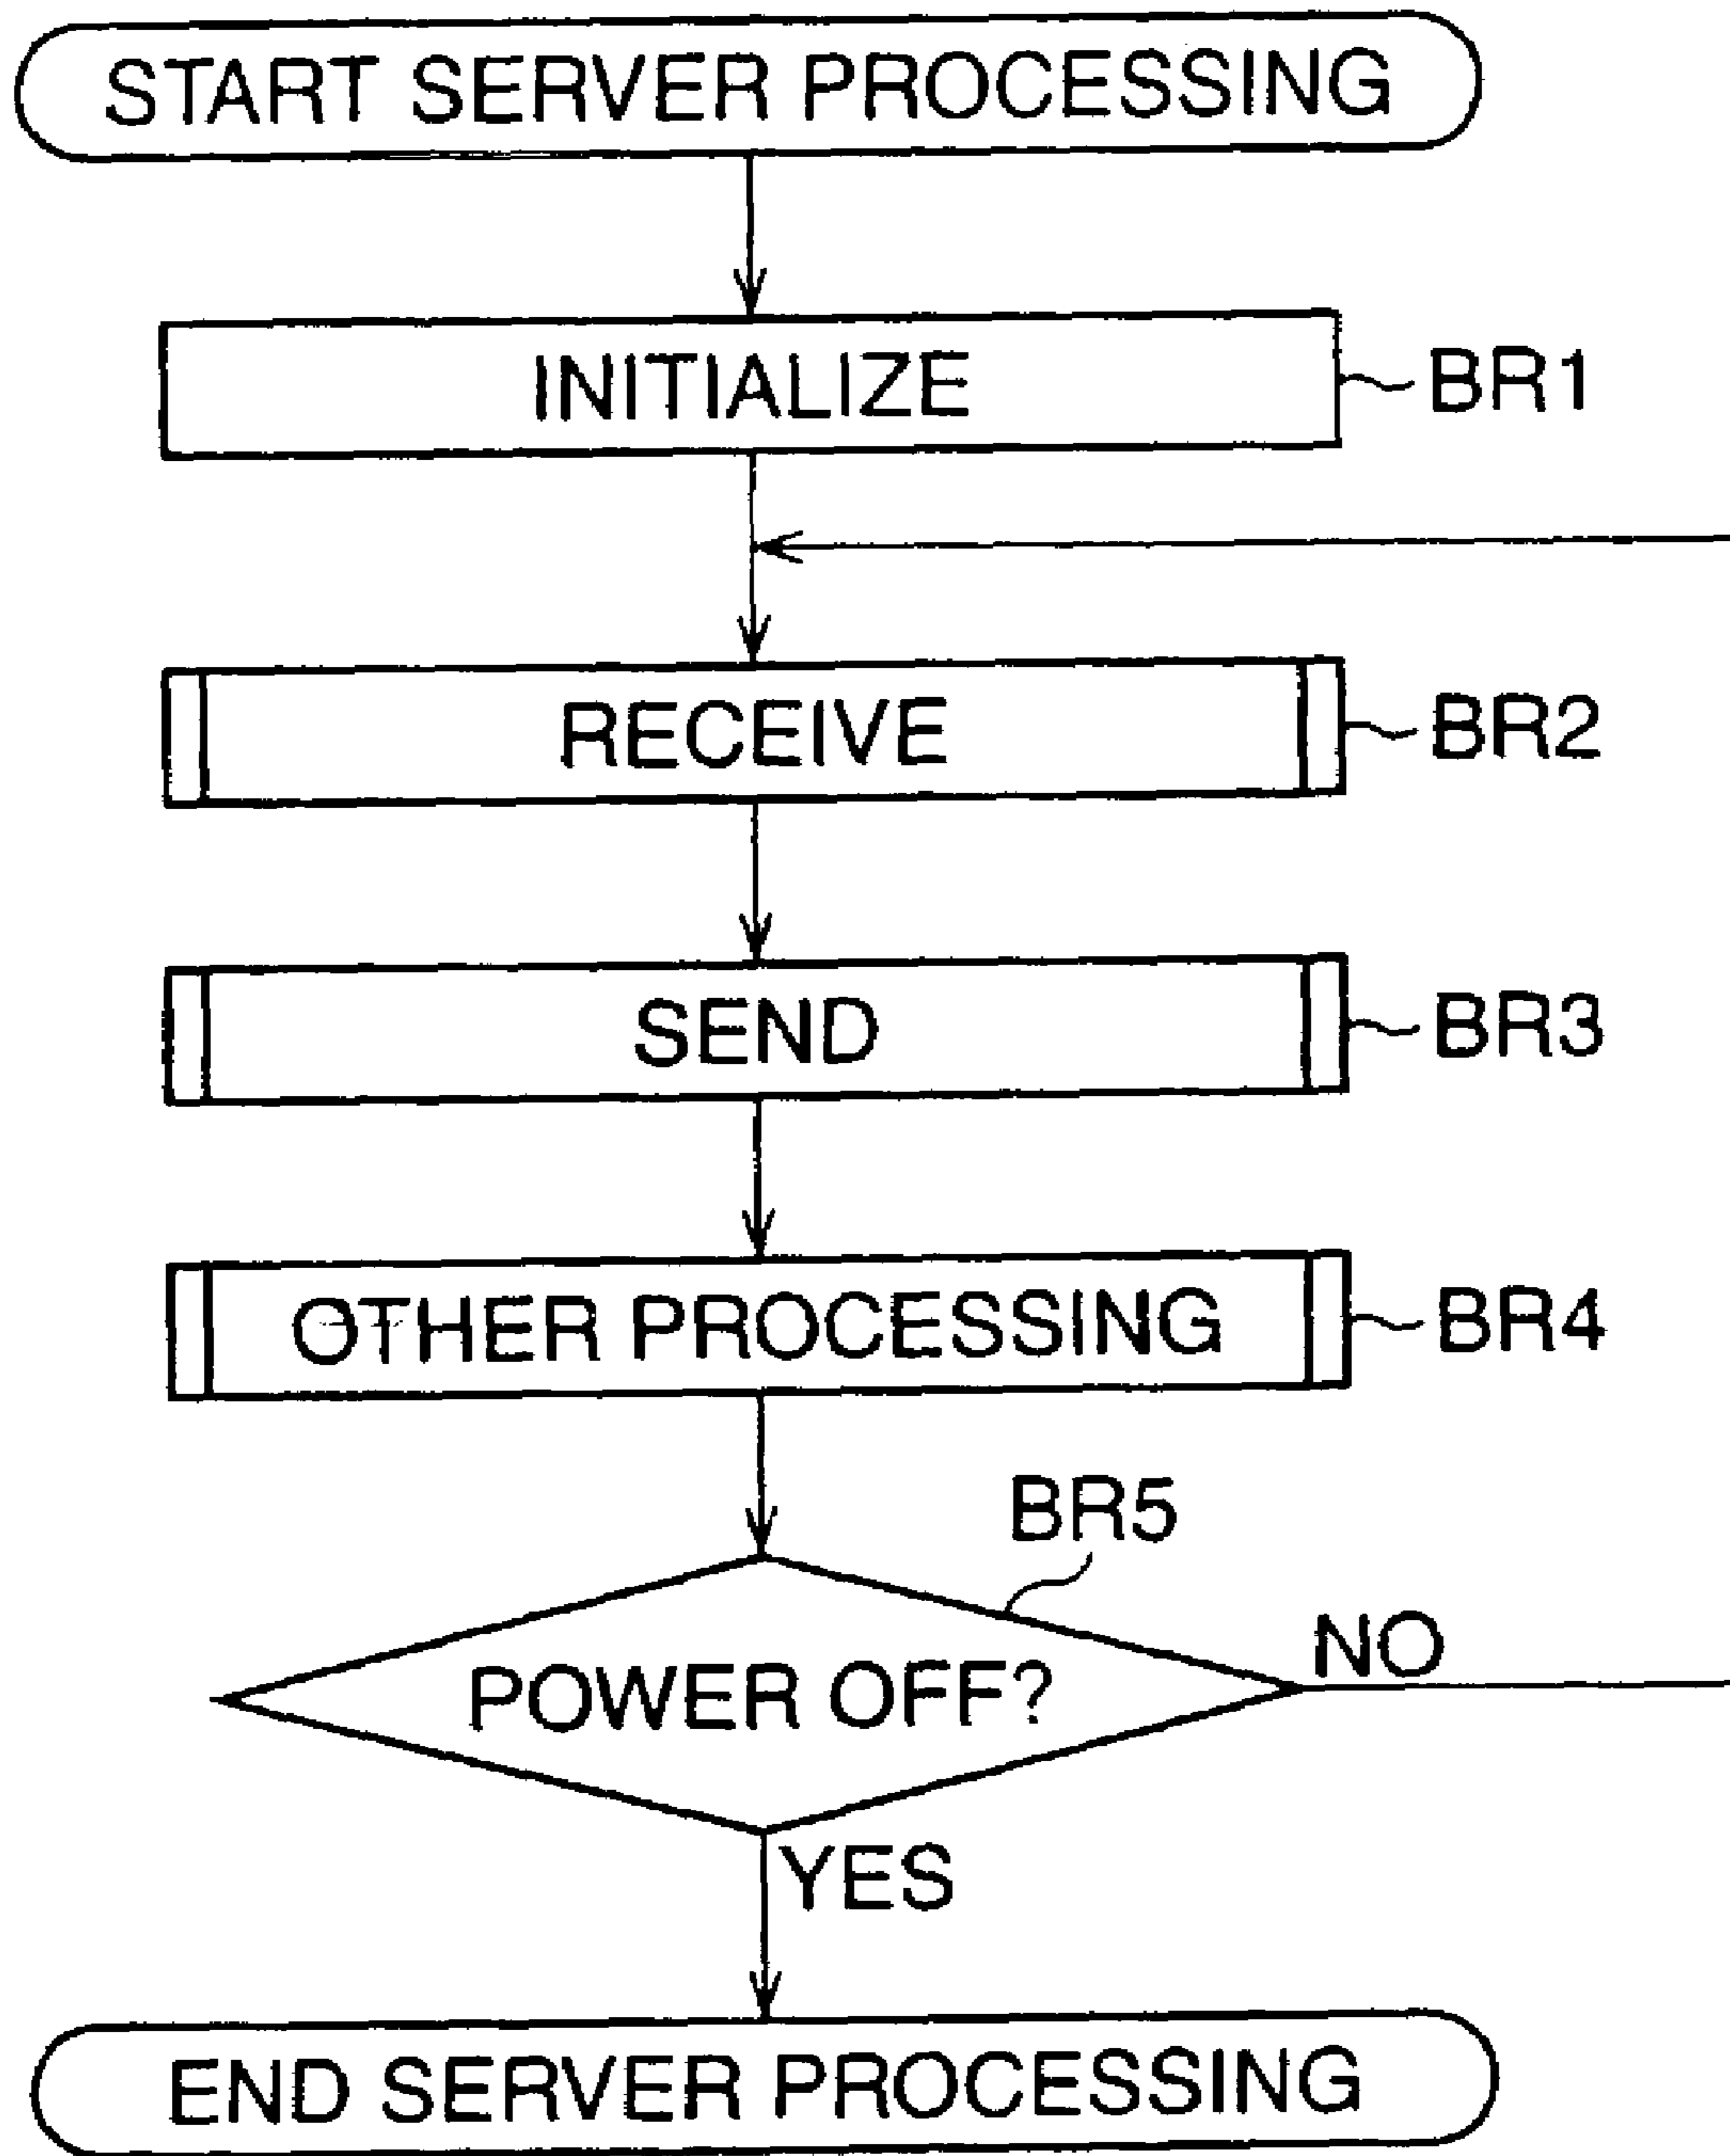 START SERVER PROCESSING
INITIALIZE
BR1
RECEIVE
BR2
SEND
BR3
OTHER PROCESSING
BR4
BR5
POWER OFF?
NO
YES
END SERVER PROCESSING